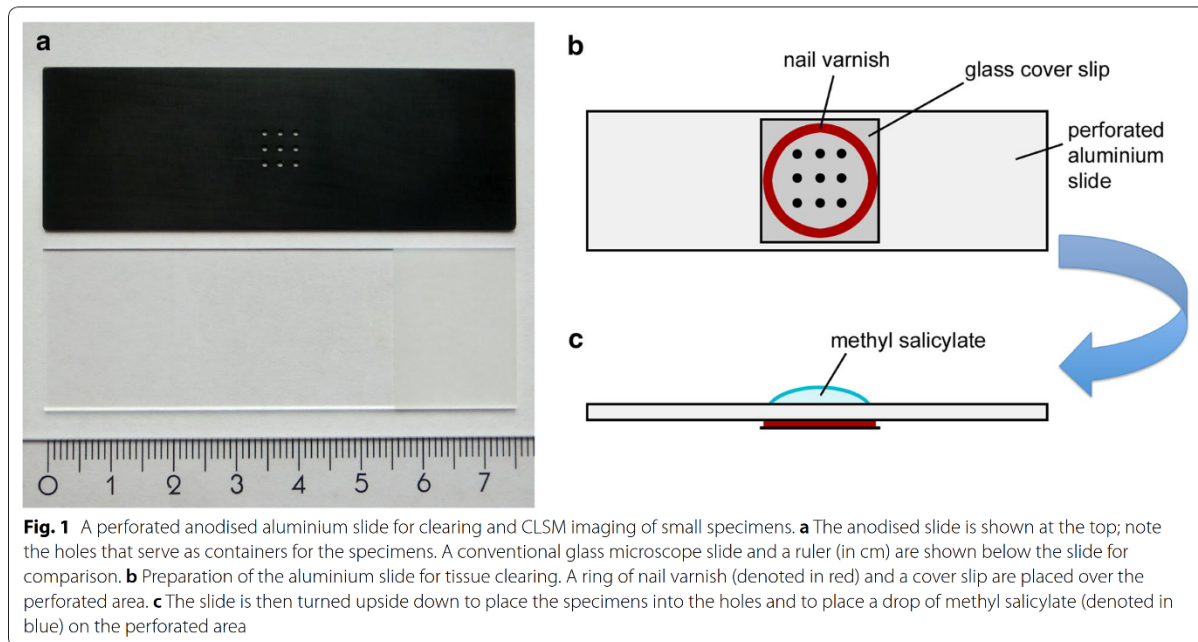 a
0 1 2 3 4 5 6 7
b
nail varnish
glass cover slip
perforated
aluminium
slide
c
methyl salicylate
Fig. 1 A perforated anodised aluminium slide for clearing and CLSM imaging of small specimens. a The anodised slide is shown at the top; note
the holes that serve as containers for the specimens. A conventional glass microscope slide and a ruler (in cm) are shown below the slide for
comparison. b Preparation of the aluminium slide for tissue clearing. A ring of nail varnish (denoted in red) and a cover slip are placed over the
perforated area. c The slide is then turned upside down to place the specimens into the holes and to place a drop of methyl salicylate (denoted in
blue) on the perforated area